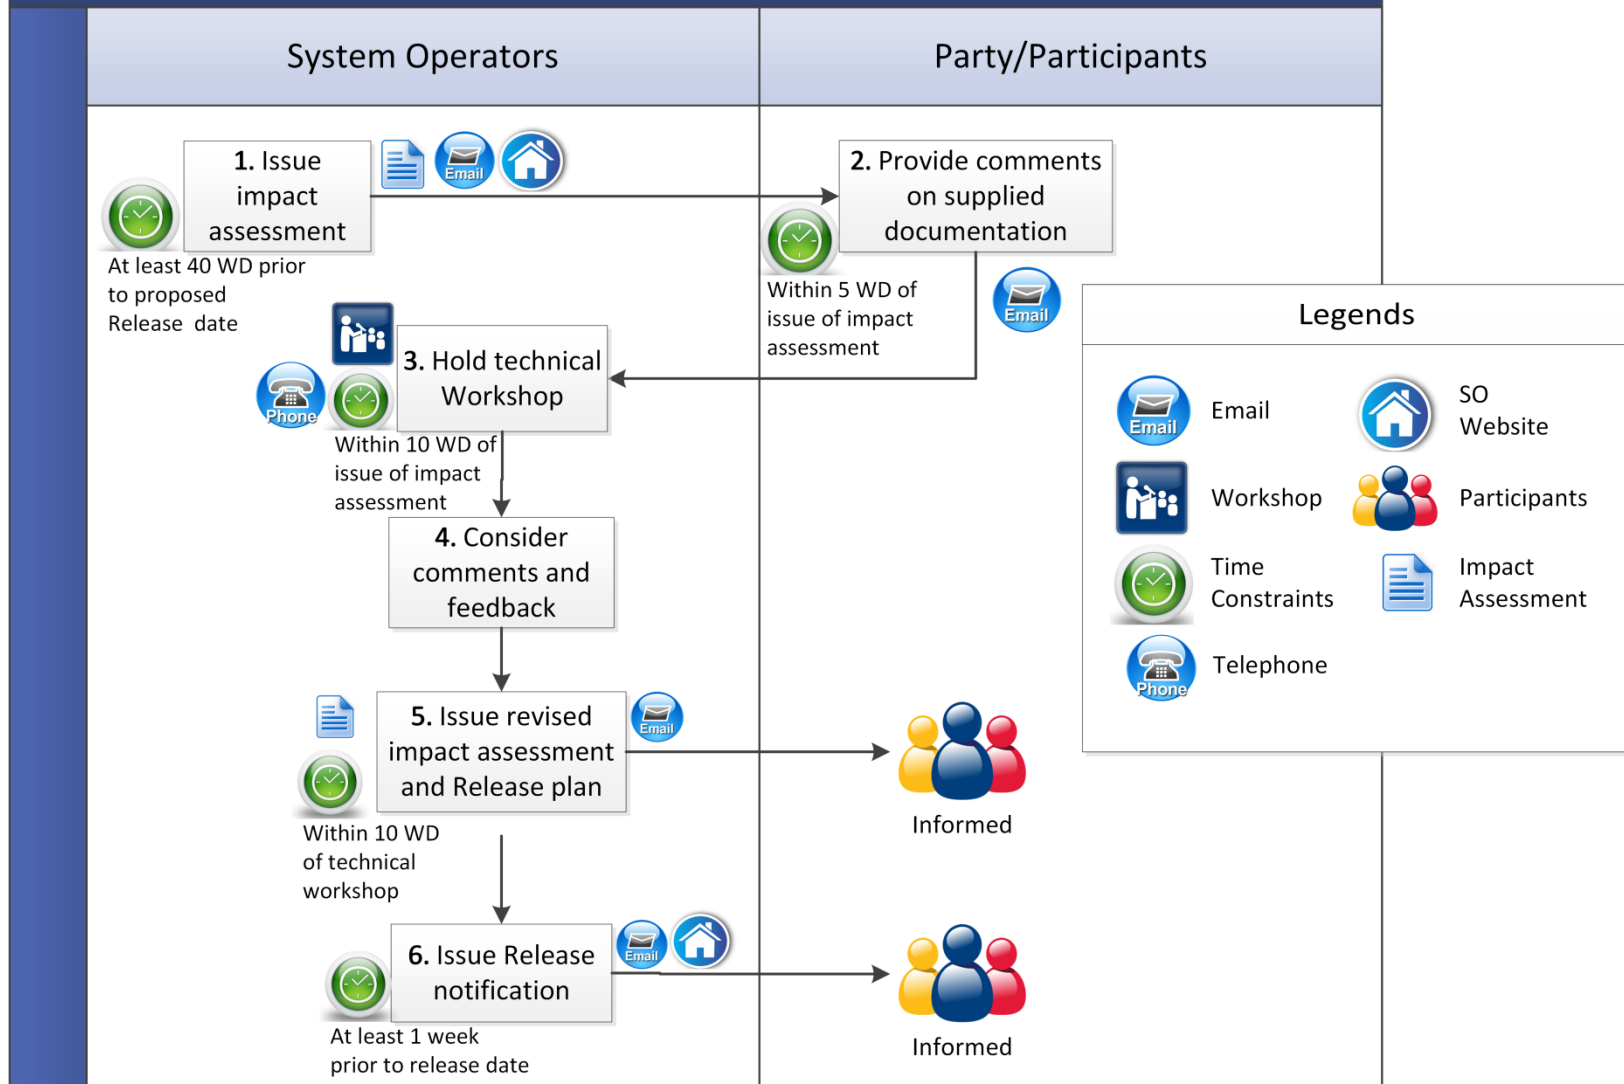 System Operators
Party/Participants
1. Issue
impact
assessment
Email
At least 40 WD prior
to proposed
Release date
2. Provide comments
on supplied
documentation
Within 5 WD of
issue of impact
assessment
Email
3. Hold technical
Workshop
Phone
Within 10 WD of
issue of impact
assessment
4. Consider
comments and
feedback
5. Issue revised
impact assessment
and Release plan
Email
Within 10 WD
of technical
workshop
Informed
6. Issue Release
notification
Email
At least 1 week
prior to release date
Informed
Legends
Email
Email
SO
Website
Workshop
Participants
Time
Constraints
Impact
Assessment
Phone
Telephone